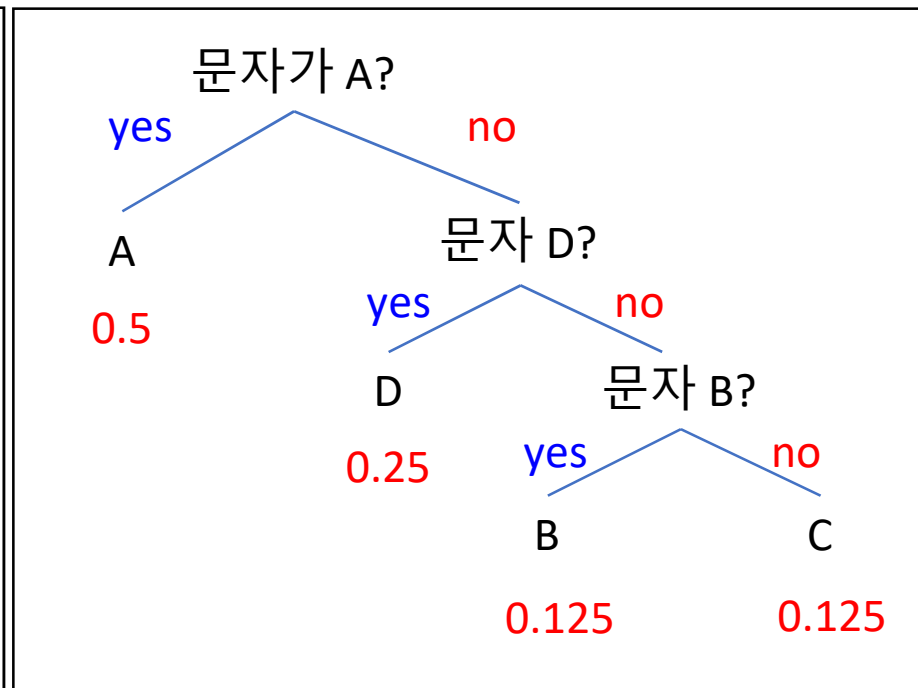 문자가 A?
yes no
A
문자 D?
0.5
yes no
D
문자 B?
0.25
yes no
B C
0.125 0.125